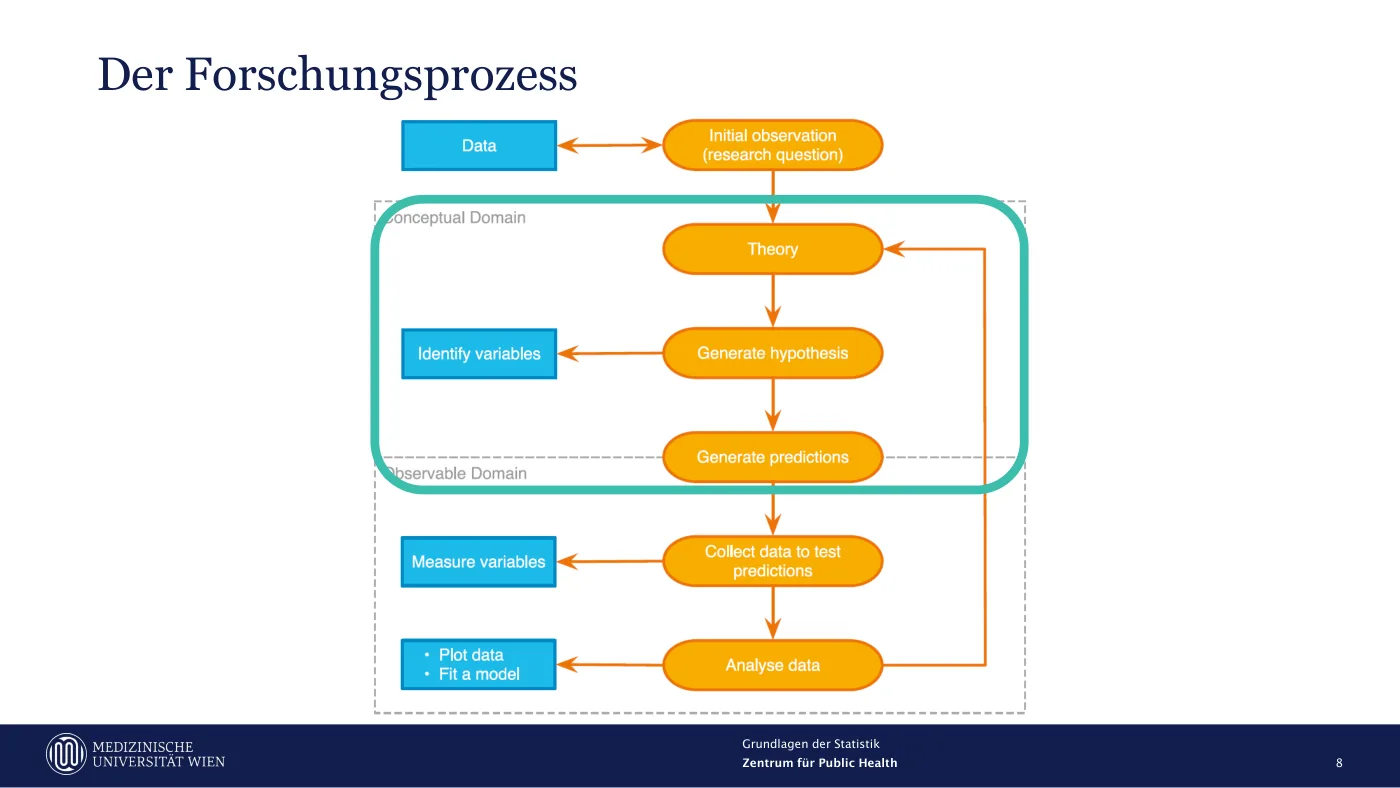 Der Forschungsprozess
Data
Initial observation
(research question)
Conceptual Domain
Theory
Identify variables
Generate hypothesis
Generate predictions
Observable Domain
Measure variables
Collect data to test
predictions
• Plot data
• Fit a model
Analyse data
MEDIZINISCHE
UNIVERSITÄT WIEN
Grundlagen der Statistik
Zentrum für Public Health
8